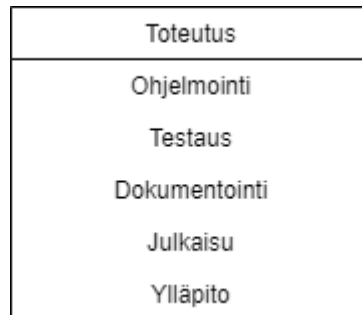 Toteutus
Ohjelmointi
Testaus
Dokumentointi
Julkaisu
Ylläpito